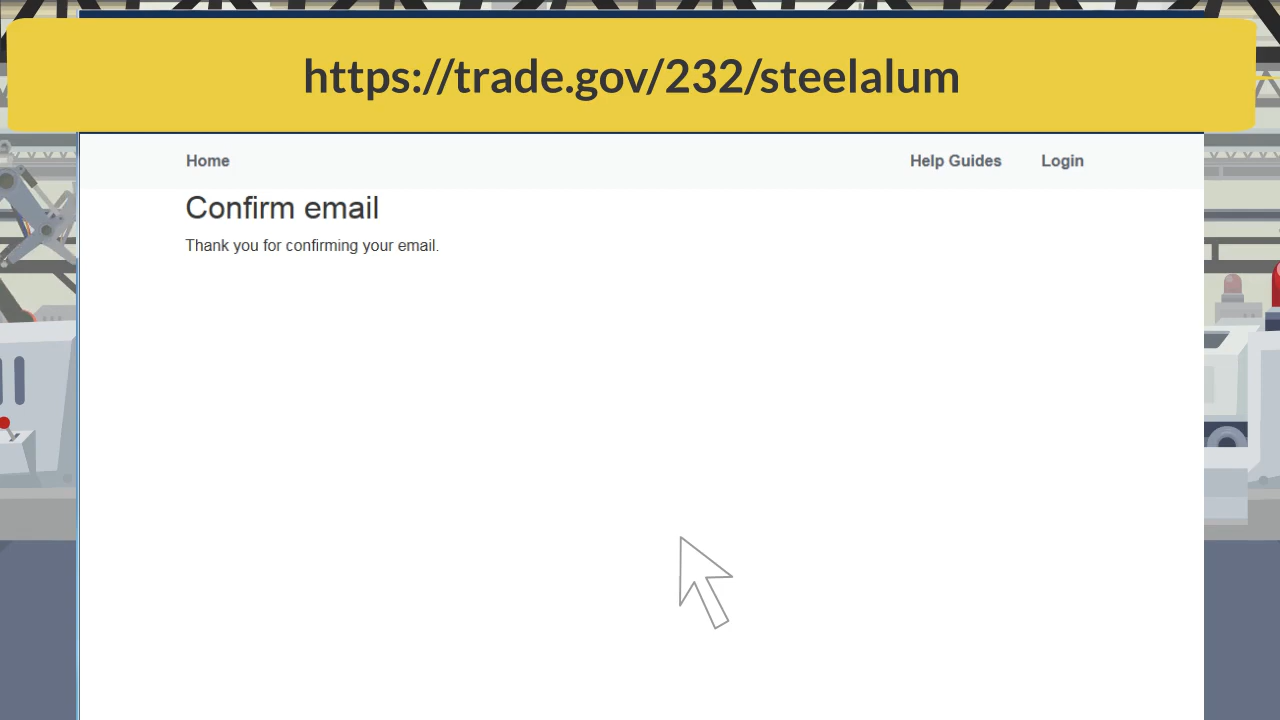 https://trade.gov/232/steelalum
Home Help Guides Login
Confirm email
Thank you for confirming your email.